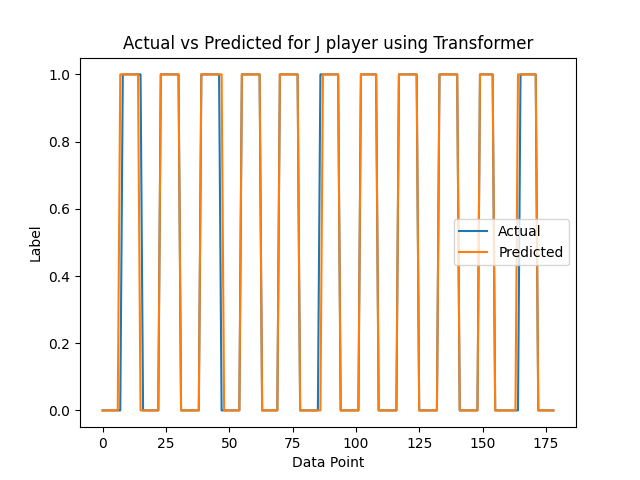 Actual vs Predicted for J player using Transformer
1.0
0.8
0.6
0.4
0.2
0.0
Label
Actual
Predicted
0 25 50 75 100 125 150 175
Data Point